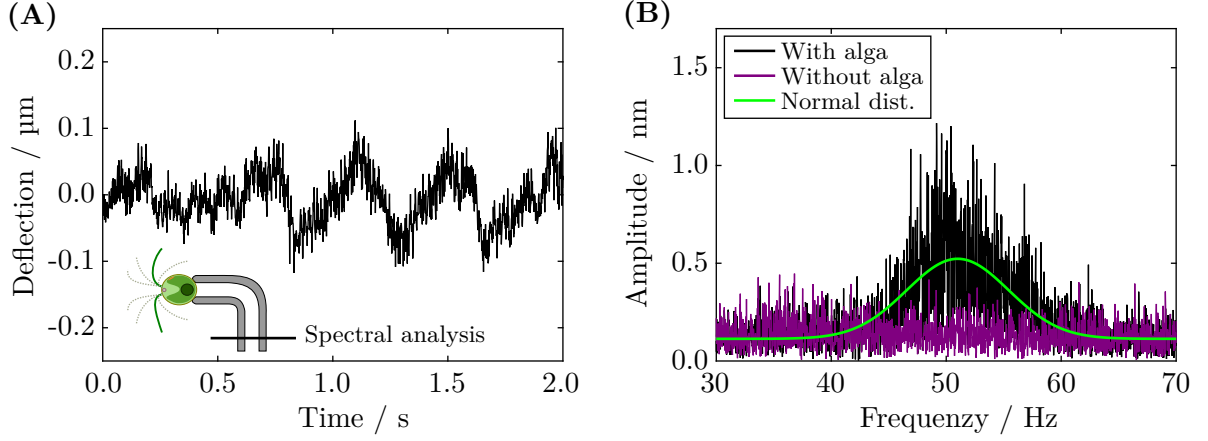 (A)
0.2
0.1
0.0
-0.1
-0.2
Deflection / µm
Spectral analysis
0.0 0.5 1.0 1.5 2.0
Time / s
(B)
1.5
1.0
0.5
0.0
Amplitude / nm
With alga
Without alga
Normal dist.
30 40 50 60 70
Frequenzy / Hz